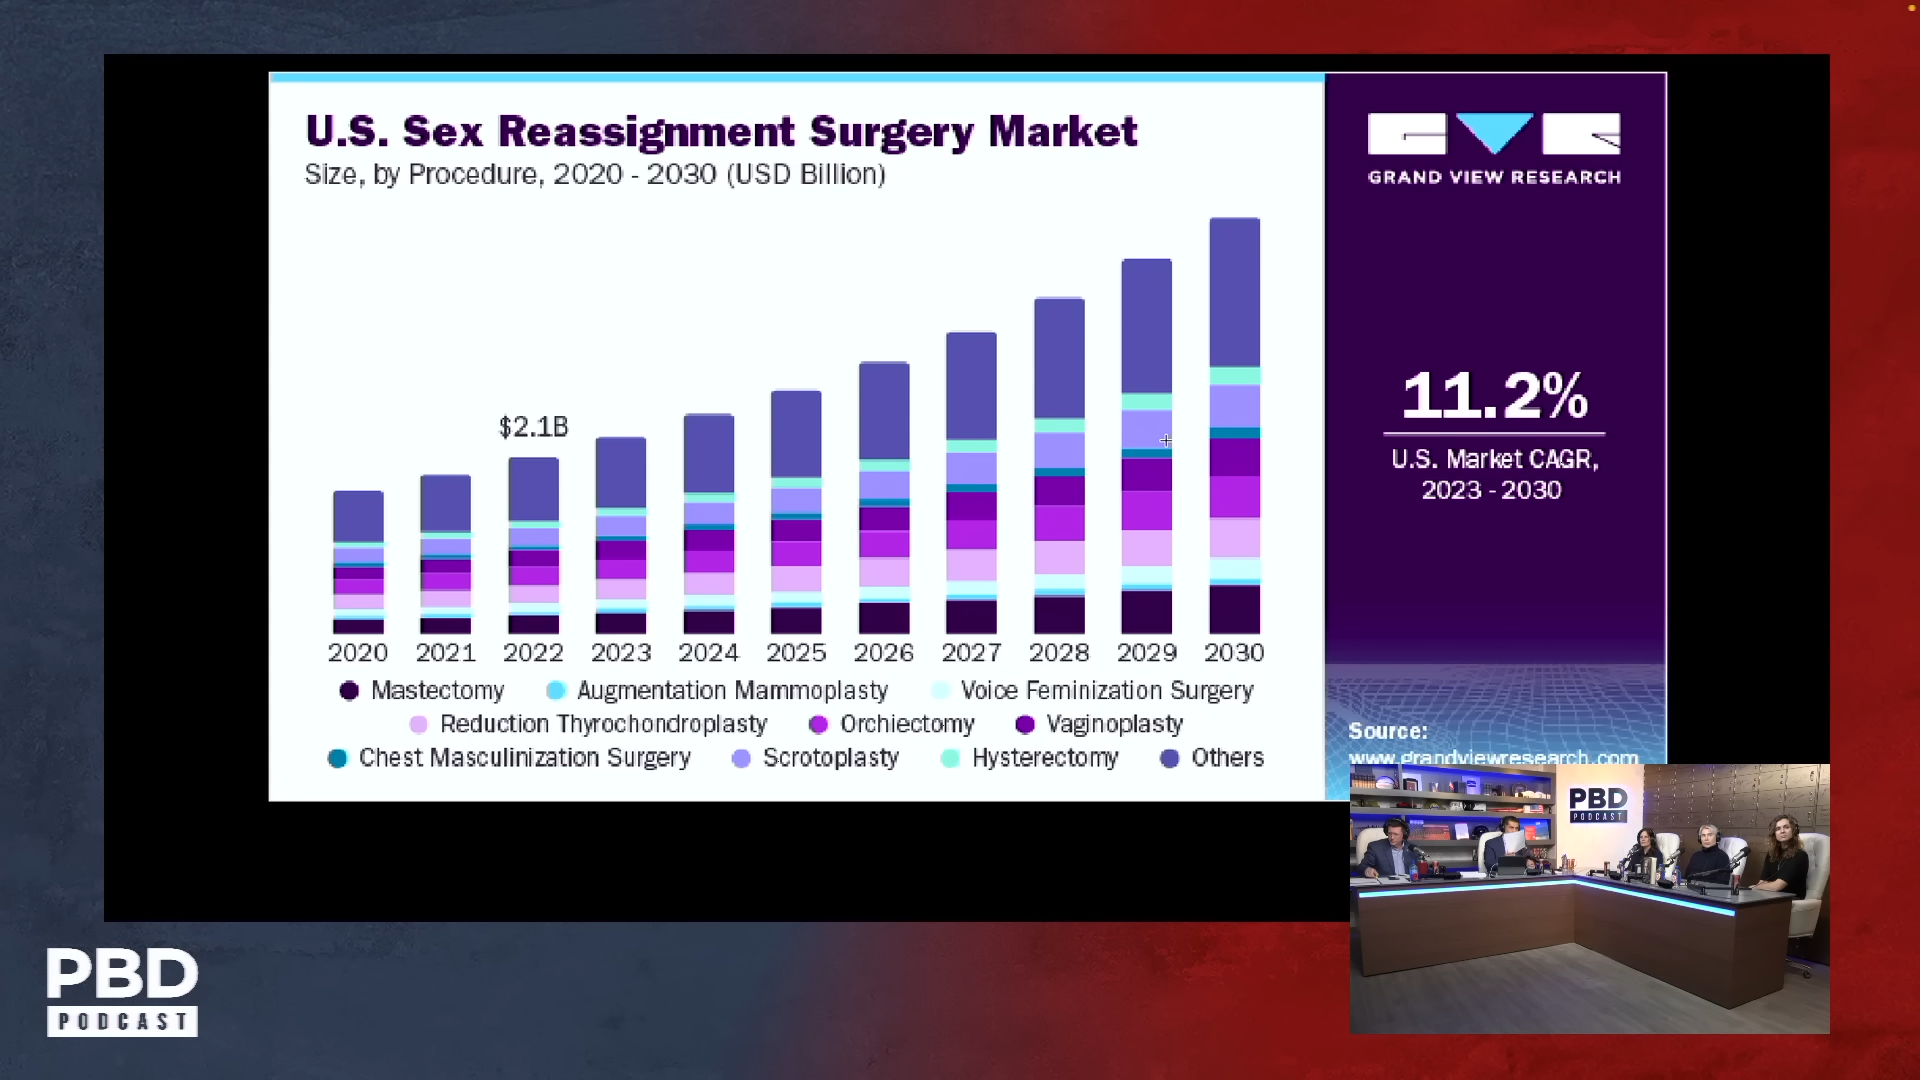 U.S. Sex Reassignment Surgery Market
Size, by Procedure, 2020 - 2030 (USD Billion)
$2.1B
2020 2021 2022 2023 2024 2025 2026 2027 2028 2029 2030
Mastectomy Augmentation Mammoplasty Voice Feminization Surgery
Reduction Thyrochondroplasty Orchiectomy Vaginoplasty
Chest Masculinization Surgery Scrotoplasty Hysterectomy Others
GRAND VIEW RESEARCH
11.2%
U.S. Market CAGR,
2023 - 2030
Source:
www.grandviewresearch.com
PBD
PODCAST
PBD
PODCAST